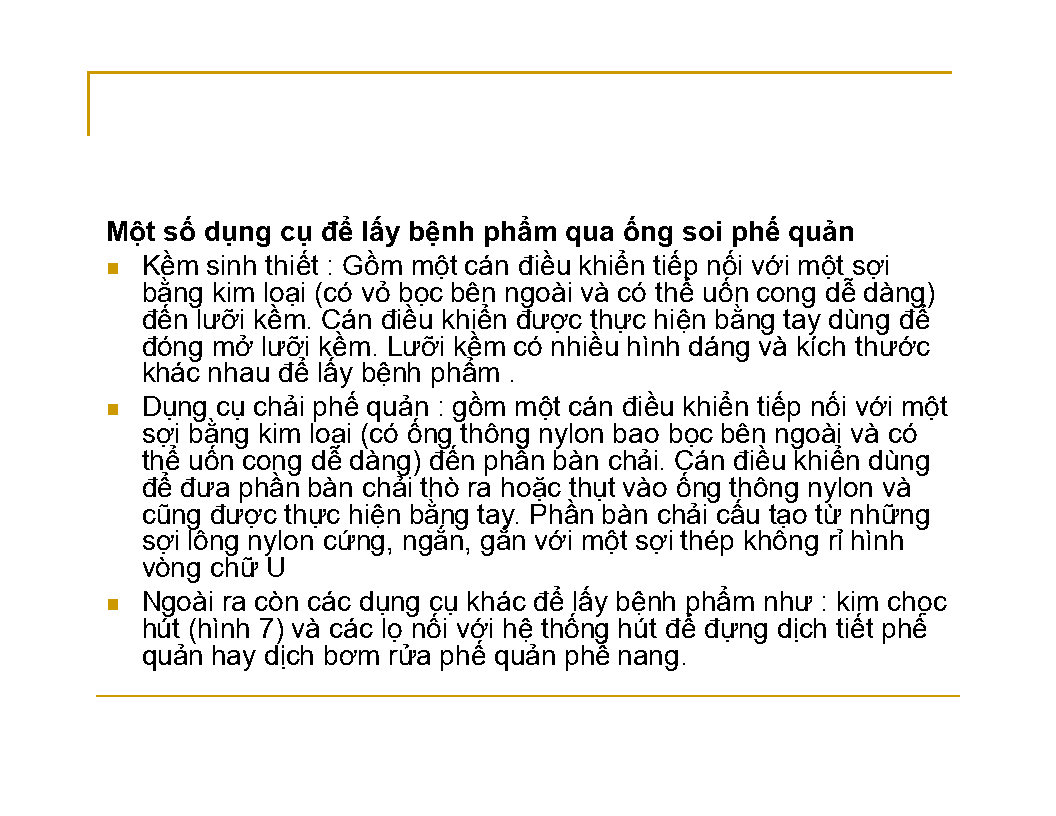 Một số dụng cụ để lấy bệnh phẩm qua ống soi phế quản
Kềm sinh thiết : Gồm một cán điều khiển tiếp nối với một sợi
bằng kim loại (có vỏ bọc bên ngoài và có thể uốn cong dễ dàng)
đến lưỡi kềm. Cán điều khiển được thực hiện bằng tay dùng để
đóng mở lưỡi kềm. Lưỡi kềm có nhiều hình dáng và kích thước
khác nhau để lấy bệnh phẩm .
Dụng cụ chải phế quản : gồm một cán điều khiển tiếp nối với một
sợi bằng kim loại (có ống thông nylon bao bọc bên ngoài và có
thể uốn cong dễ dàng) đến phần bàn chải. Cán điều khiển dùng
để đưa phần bàn chải thò ra hoặc thụt vào ống thông nylon và
cũng được thực hiện bằng tay. Phần bàn chải cấu tạo từ những
sợi lông nylon cứng, ngắn, gắn với một sợi thép không rỉ hình
vòng chữ U
Ngoài ra còn các dụng cụ khác để lấy bệnh phẩm như : kim chọc
hút (hình 7) và các lọ nối với hệ thống hút để đựng dịch tiết phế
quản hay dịch bơm rửa phế quản phế nang.